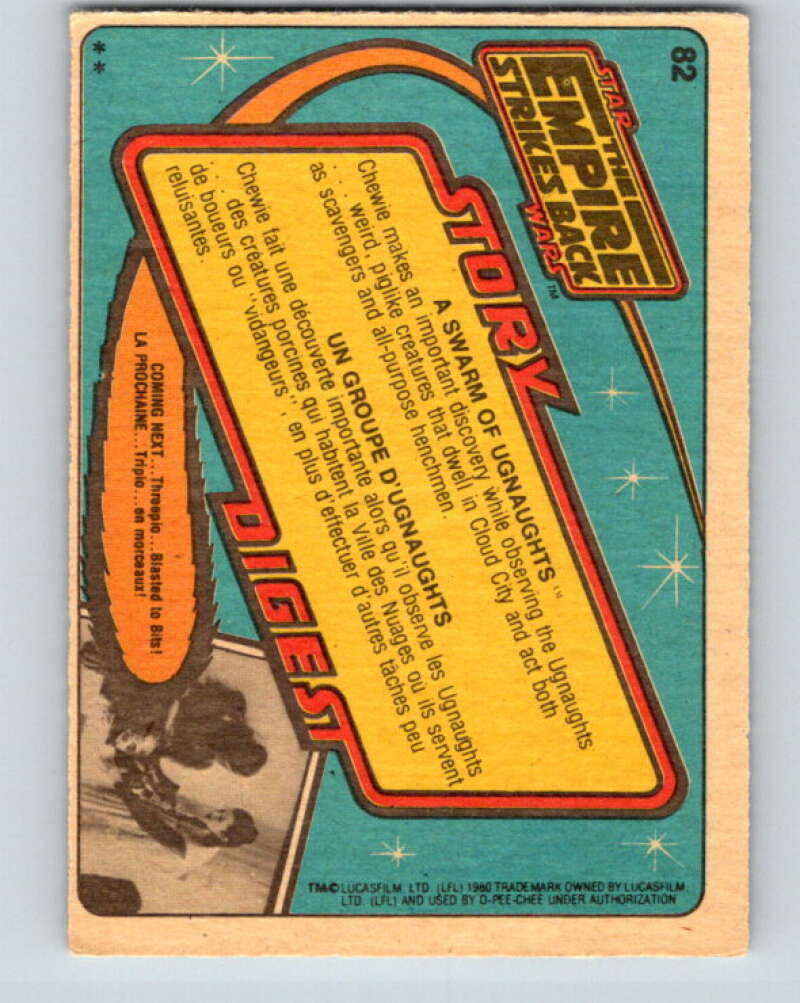 82
STAR
THE
EMPIRE
STRIKES BACK
WARS™
STORY
A SWARM OF UGNAUGHTS™
Chewie makes an important discovery while observing the Ugnaughts
. . . weird, piglike creatures that dwell in Cloud City and act both
as scavengers and all-purpose henchmen.
UN GROUPE D'UGNAUGHTS
Chewie fait une découverte importante alors qu'il observe les Ugnaughts
. . . des créatures porcines qui habitent la Ville des Nuages où ils servent
de boueurs ou "vidangeurs", en plus d'effectuer d'autres tâches peu
reluisantes.
DIGEST
COMING NEXT...Threepio...Blasted to Bits!
LA PROCHAINE...Tripio...en morceaux!
TM©LUCASFILM, LTD. (LFL) 1980 TRADEMARK OWNED BY LUCASFILM,
LTD. (LFL) AND USED BY O-PEE-CHEE UNDER AUTHORIZATION
* *